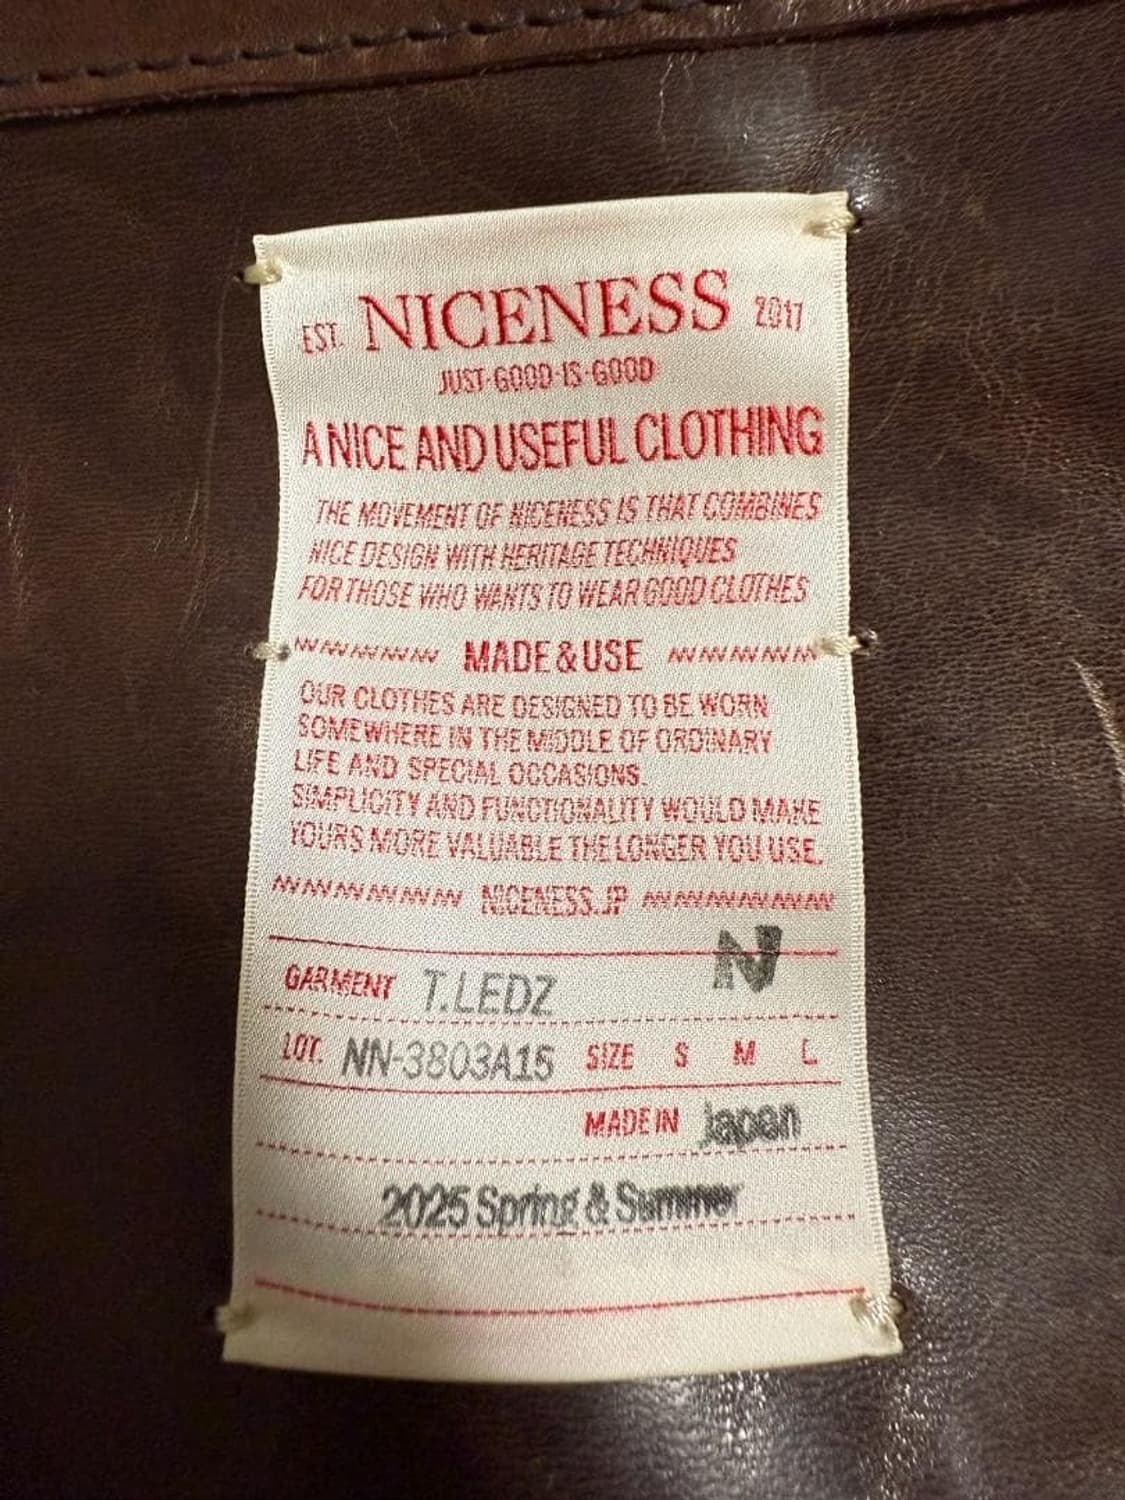 EST. NICENESS 2017
JUST·GOOD·IS·GOOD
A NICE AND USEFUL CLOTHING
THE MOVEMENT OF NICENESS IS THAT COMBINES
NICE DESIGN WITH HERITAGE TECHNIQUES
FOR THOSE WHO WANTS TO WEAR GOOD CLOTHES
MADE & USE
OUR CLOTHES ARE DESIGNED TO BE WORN
SOMEWHERE IN THE MIDDLE OF ORDINARY
LIFE AND SPECIAL OCCASIONS.
SIMPLICITY AND FUNCTIONALITY WOULD MAKE
YOURS MORE VALUABLE THE LONGER YOU USE.
NICENESS.JP
N
GARMENT T.LEDZ
LOT. NN-3803A15 SIZE S M L
MADE IN Japan
2025 Spring & Summer